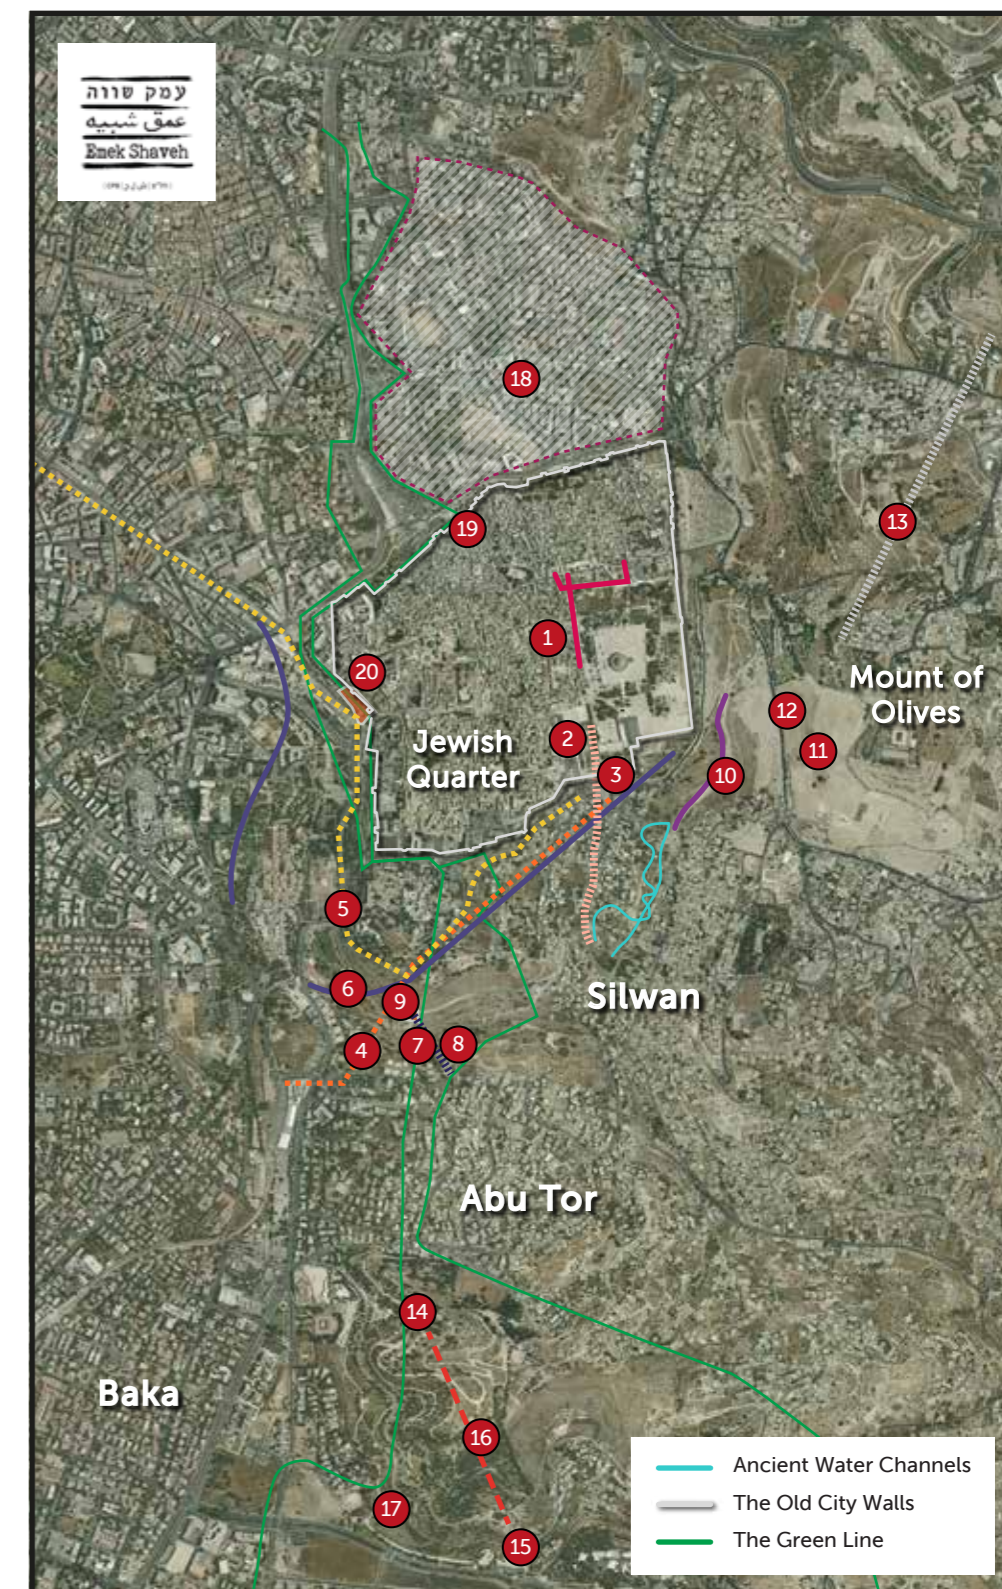 עמק שווה
عمق شبيه
Emek Shaveh
18
19
13
1
20
12
Mount of
Olives
2
11
Jewish
Quarter
3
10
5
6
9
Silwan
4
7
8
Abu Tor
14
Baka
16
17
15
Ancient Water Channels
The Old City Walls
The Green Line